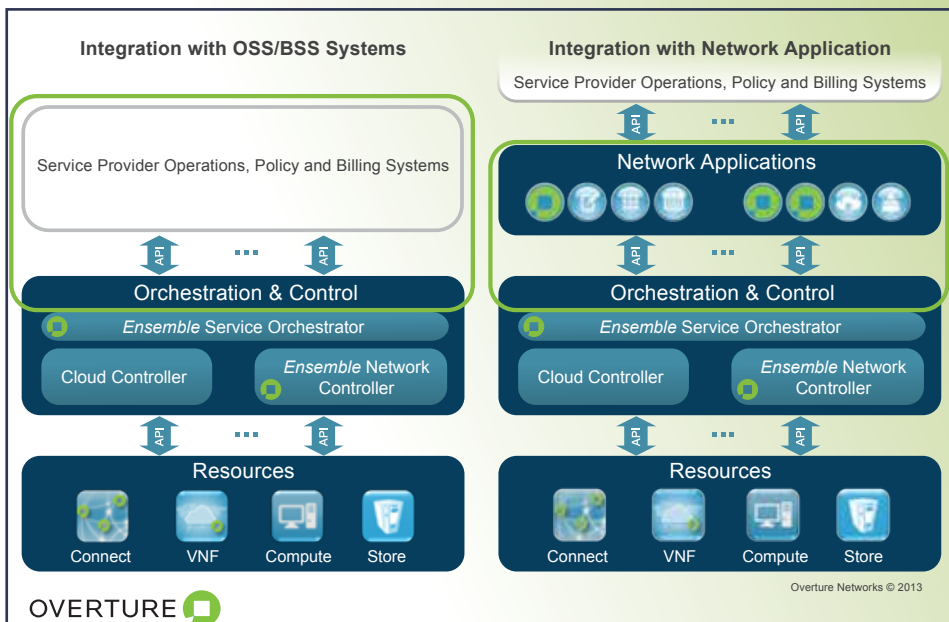 Integration with OSS/BSS Systems
Service Provider Operations, Policy and Billing Systems
API
...
API
Orchestration & Control
Ensemble Service Orchestrator
Cloud Controller
Ensemble Network
Controller
API
...
API
Resources
Connect
VNF
Compute
Store
Integration with Network Application
Service Provider Operations, Policy and Billing Systems
API
...
API
Network Applications
API
...
API
Orchestration & Control
Ensemble Service Orchestrator
Cloud Controller
Ensemble Network
Controller
API
...
API
Resources
Connect
VNF
Compute
Store
Overture Networks © 2013
OVERTURE